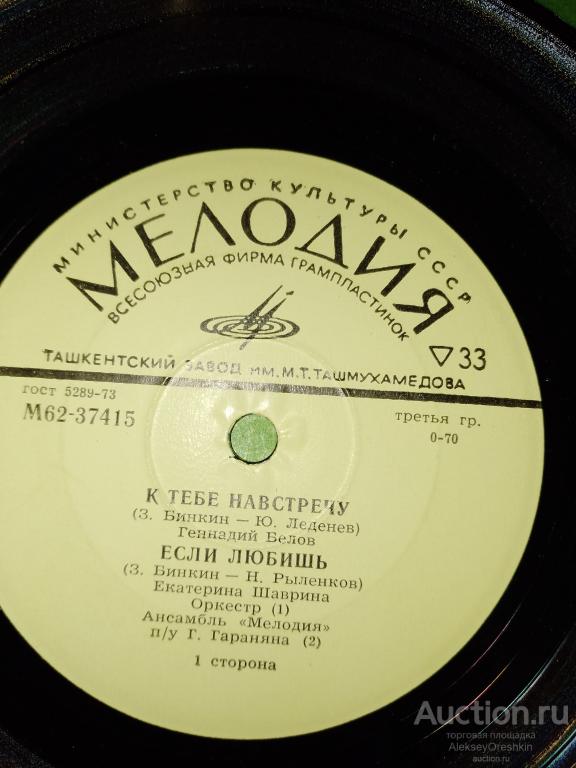 МИНИСТЕРСТВО КУЛЬТУРЫ СССР
МЕЛОДИЯ
ВСЕСОЮЗНАЯ ФИРМА ГРАМПЛАСТИНОК
33
ТАШКЕНТСКИЙ ЗАВОД ИМ. М.Т. ТАШМУХАМЕДОВА
ГОСТ 5289-73
М62-37415
третья гр.
0-70
К ТЕБЕ НАВСТРЕЧУ
(З. Бинкин — Ю. Леденев)
Геннадий Белов
ЕСЛИ ЛЮБИШЬ
(З. Бинкин — Н. Рыленков)
Екатерина Шаврина
Оркестр (1)
Ансамбль «Мелодия»
п/у Г. Гараняна (2)
1 сторона
Auction.ru
торговая площадка
AlekseyOreshkin
auction.ru